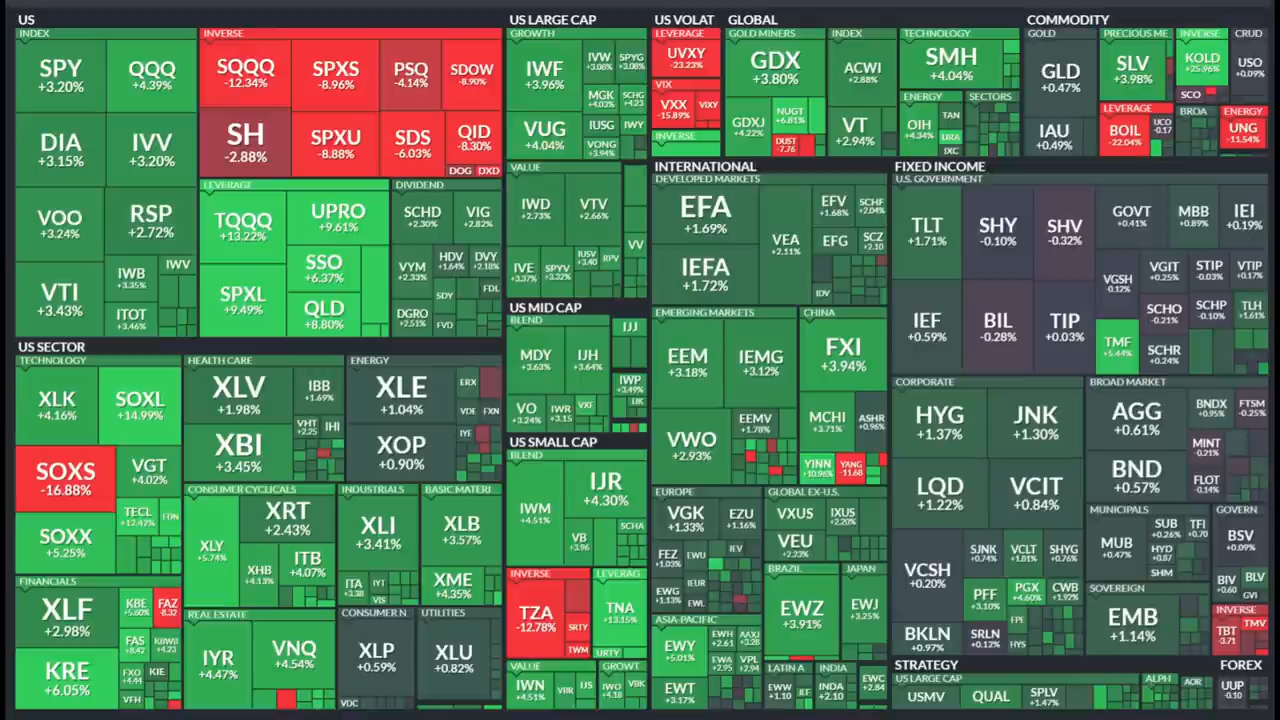 US
INDEX
SPY
+3.20%
QQQ
+4.39%
DIA
+3.15%
IVV
+3.20%
VOO
+3.24%
RSP
+2.72%
VTI
+3.43%
IWB
+3.35%
IWV
ITOT
+3.46%
INVERSE
SQQQ
-12.34%
SPXS
-8.96%
PSQ
-4.14%
SDOW
-8.90%
SH
-2.88%
SPXU
-8.88%
SDS
-6.03%
QID
-8.30%
DOG
DXD
LEVERAGE
TQQQ
+13.22%
UPRO
+9.61%
SSO
+6.37%
SPXL
+9.49%
QLD
+8.80%
DIVIDEND
SCHD
+2.30%
VIG
+2.82%
VYM
+2.33%
HDV
+1.64%
DVY
+2.18%
SDY
FDL
DGRO
+2.51%
FVD
US SECTOR
TECHNOLOGY
XLK
+4.16%
SOXL
+14.99%
SOXS
-16.88%
VGT
+4.02%
TECL
+12.42%
FDN
SOXX
+5.25%
FINANCIALS
XLF
+2.98%
KBE
+5.60%
FAZ
-8.32
FAS
+8.42
KBWB
+4.23
KRE
+6.05%
FXO
+4.44
KIE
VFH
HEALTH CARE
XLV
+1.98%
IBB
+1.69%
XBI
+3.45%
VHT
+2.25
IHI
ENERGY
XLE
+1.04%
ERX
VDE
FXN
XOP
+0.90%
IYE
CONSUMER CYCLICALS
XLY
+5.74%
XRT
+2.43%
XHB
+4.13%
ITB
+4.07%
INDUSTRIALS
XLI
+3.41%
ITA
+3.38
IYT
VIS
BASIC MATERI
XLB
+3.57%
XME
+4.35%
REAL ESTATE
IYR
+4.47%
VNQ
+4.54%
CONSUMER N
XLP
+0.59%
VDC
UTILITIES
XLU
+0.82%
US LARGE CAP
GROWTH
IWF
+3.96%
IVW
+3.08%
SPYG
+3.08%
MGK
+4.03%
SCHG
+4.23
VUG
+4.04%
IUSG
IWY
VONG
+3.94%
VALUE
IWD
+2.73%
VTV
+2.66%
VV
IVE
+3.37%
SPYV
+3.32%
IUSV
+3.40
RPV
US MID CAP
BLEND
MDY
+3.63%
IJH
+3.64%
IJJ
IWP
+3.49%
IJK
VO
+3.24%
IWR
+3.15
VXF
US SMALL CAP
BLEND
IWM
+4.51%
IJR
+4.30%
VB
+3.96
SCHA
INVERSE
TZA
-12.78%
SRTY
TWM
LEVERAG
TNA
+13.15%
URTY
VALUE
IWN
+4.51%
VBR
IJS
GROWT
IWO
+4.18
VBK
US VOLAT
LEVERAGE
UVXY
-23.23%
VIX
VXX
-15.89%
VIXY
INVERSE
GLOBAL
GOLD MINERS
GDX
+3.80%
GDXJ
+4.22%
NUGT
+6.81%
DUST
-7.76
INDEX
ACWI
+2.88%
VT
+2.94%
TECHNOLOGY
SMH
+4.04%
ENERGY
OIH
+4.34%
TAN
URA
IXC
SECTORS
COMMODITY
GOLD
GLD
+0.47%
IAU
+0.49%
PRECIOUS ME
SLV
+3.98%
INVERSE
KOLD
+25.96%
SCO
CRUD
USO
+0.09%
LEVERAGE
BOIL
-22.04%
UCO
-0.17
BROA
ENERGY
UNG
-11.54%
INTERNATIONAL
DEVELOPED MARKETS
EFA
+1.69%
VEA
+2.11%
EFV
+1.68%
SCHF
+2.04%
EFG
SCZ
+2.10
IEFA
+1.72%
IDV
EMERGING MARKETS
EEM
+3.18%
IEMG
+3.12%
VWO
+2.93%
EEMV
+1.78%
CHINA
FXI
+3.94%
MCHI
+3.71%
ASHR
+0.96%
YINN
+10.96%
YANG
-11.68
EUROPE
VGK
+1.33%
EZU
+1.16%
FEZ
+1.03%
EWU
IEV
IEUR
EWG
+1.13%
EWL
GLOBAL EX-U.S.
VXUS
IXUS
+2.20%
VEU
+2.23%
BRAZIL
EWZ
+3.91%
JAPAN
EWJ
+3.25%
ASIA-PACIFIC
EWY
+5.01%
EWH
+2.61
AAXJ
+3.28
EWA
+2.95
VPL
+2.94
EWT
+3.17%
LATIN A
EWW
+1.10
ILF
INDIA
INDA
+2.10
EWC
+2.84
FIXED INCOME
U.S. GOVERNMENT
TLT
+1.71%
SHY
-0.10%
SHV
-0.32%
GOVT
+0.41%
MBB
+0.89%
IEI
+0.19%
VGSH
-0.12%
VGIT
+0.25%
STIP
-0.03%
VTIP
+0.17%
IEF
+0.59%
BIL
-0.28%
TIP
+0.03%
SCHO
-0.21%
SCHP
-0.10%
TLH
+1.61%
TMF
+5.44%
SCHR
+0.24%
CORPORATE
HYG
+1.37%
JNK
+1.30%
LQD
+1.22%
VCIT
+0.84%
VCSH
+0.20%
SJNK
+0.74%
VCLT
+1.81%
SHYG
+0.76%
PFF
+3.10%
PGX
+4.60%
CWB
+1.92%
FPE
BKLN
+0.97%
SRLN
+0.12%
HYS
BROAD MARKET
AGG
+0.61%
BNDX
+0.95%
FTSM
-0.25%
MINT
-0.21%
BND
+0.57%
FLOT
-0.14%
MUNICIPALS
MUB
+0.47%
SUB
+0.26%
TFI
+0.70
HYD
+0.87
SHM
GOVERN
BSV
+0.09%
BIV
+0.60
BLV
GVI
SOVEREIGN
EMB
+1.14%
INVERSE
TBT
-3.71
TMV
STRATEGY
US LARGE CAP
USMV
QUAL
SPLV
+1.47%
ALPH
AOR
FOREX
UUP
-0.10